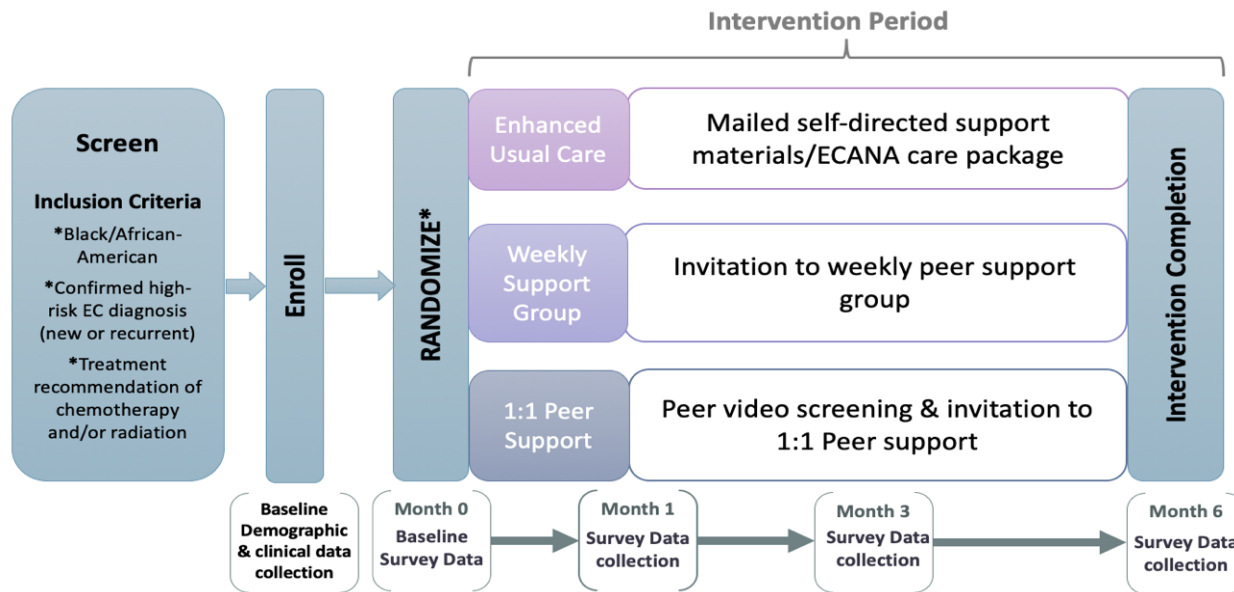 Intervention Period
Screen
Inclusion Criteria
*Black/African-
American
*Confirmed high-
risk EC diagnosis
(new or recurrent)
*Treatment
recommendation of
chemotherapy
and/or radiation
Enroll
RANDOMIZE*
Enhanced
Usual Care
Mailed self-directed support
materials/ECANA care package
Weekly
Support
Group
Invitation to weekly peer support
group
1:1 Peer
Support
Peer video screening & invitation to
1:1 Peer support
Intervention Completion
Baseline
Demographic
& clinical data
collection
Month 0
Baseline
Survey Data
Month 1
Survey Data
collection
Month 3
Survey Data
collection
Month 6
Survey Data
collection